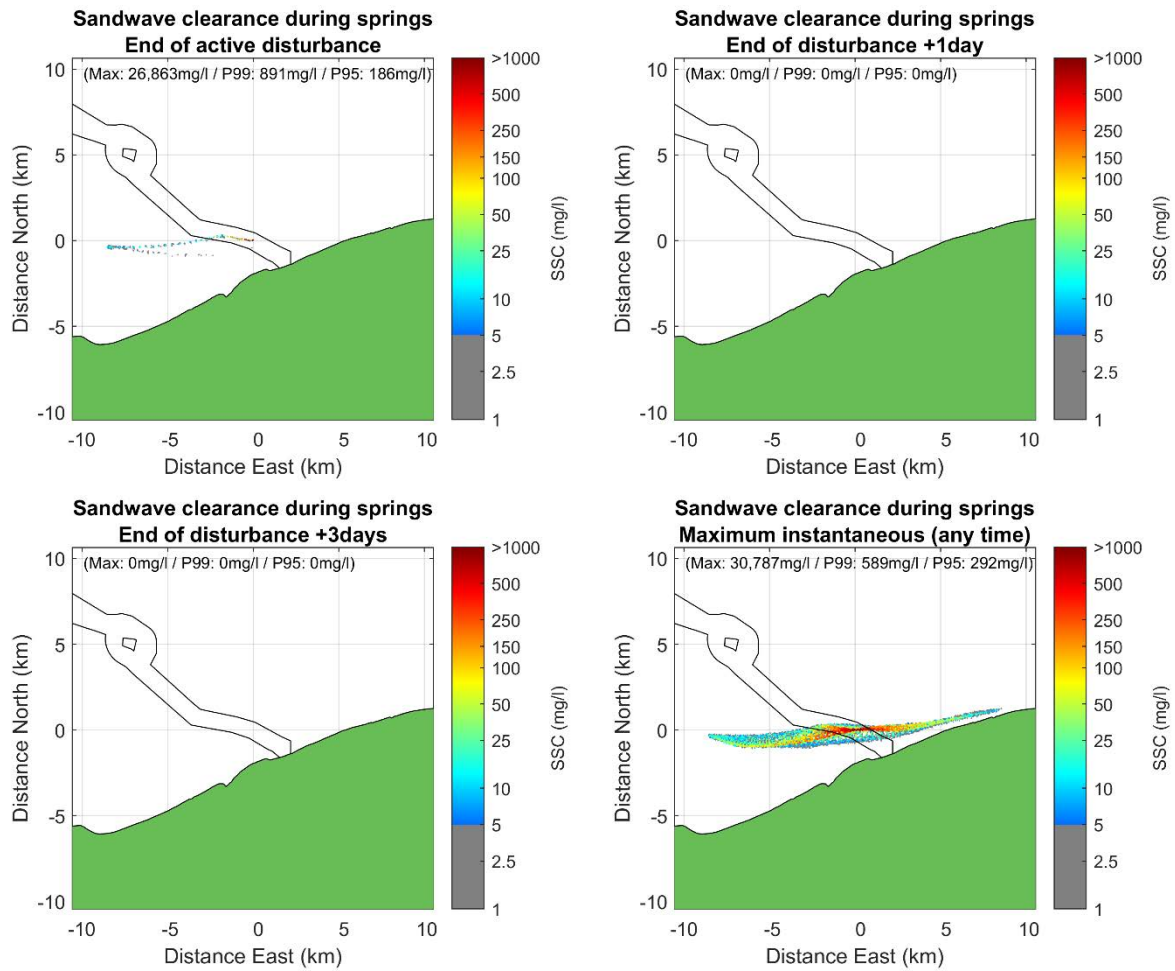 Sandwave clearance during springs
End of active disturbance
(Max: 26,863mg/l / P99: 891mg/l / P95: 186mg/l)
10
5
0
-5
-10
Distance North (km)
-10 -5 0 5 10
Distance East (km)
>1000
500
250
150
100
50
25
10
5
2.5
1
SSC (mg/l)
Sandwave clearance during springs
End of disturbance +1day
(Max: 0mg/l / P99: 0mg/l / P95: 0mg/l)
10
5
0
-5
-10
Distance North (km)
-10 -5 0 5 10
Distance East (km)
>1000
500
250
150
100
50
25
10
5
2.5
1
SSC (mg/l)
Sandwave clearance during springs
End of disturbance +3days
(Max: 0mg/l / P99: 0mg/l / P95: 0mg/l)
10
5
0
-5
-10
Distance North (km)
-10 -5 0 5 10
Distance East (km)
>1000
500
250
150
100
50
25
10
5
2.5
1
SSC (mg/l)
Sandwave clearance during springs
Maximum instantaneous (any time)
(Max: 30,787mg/l / P99: 589mg/l / P95: 292mg/l)
10
5
0
-5
-10
Distance North (km)
-10 -5 0 5 10
Distance East (km)
>1000
500
250
150
100
50
25
10
5
2.5
1
SSC (mg/l)